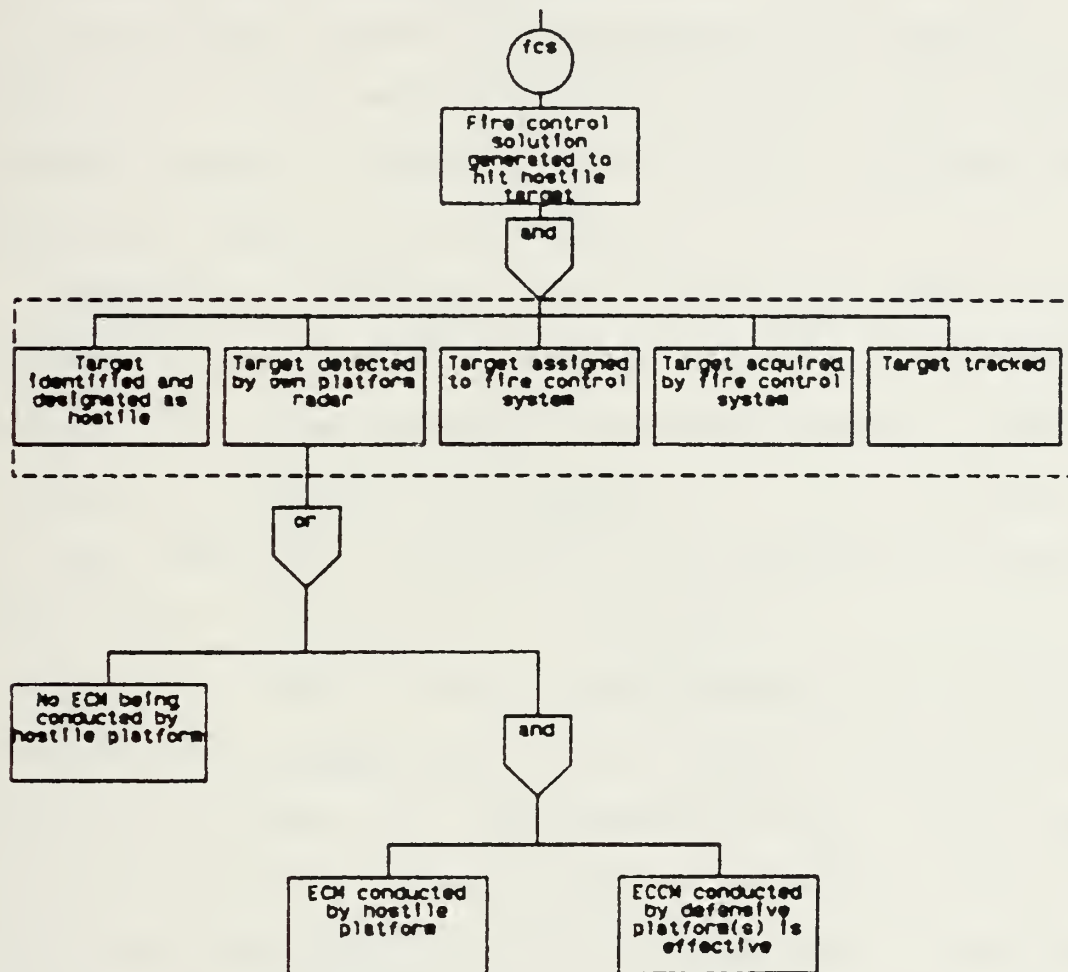 fcs
Fire control
solution
generated to
hit hostile
target
and
Target
identified and
designated as
hostile
Target detected
by own platform
radar
Target assigned
to fire control
system
Target acquired
by fire control
system
Target tracked
or
No ECM being
conducted by
hostile platform
and
ECM conducted
by hostile
platform
ECCM conducted
by defensive
platform(s) is
effective